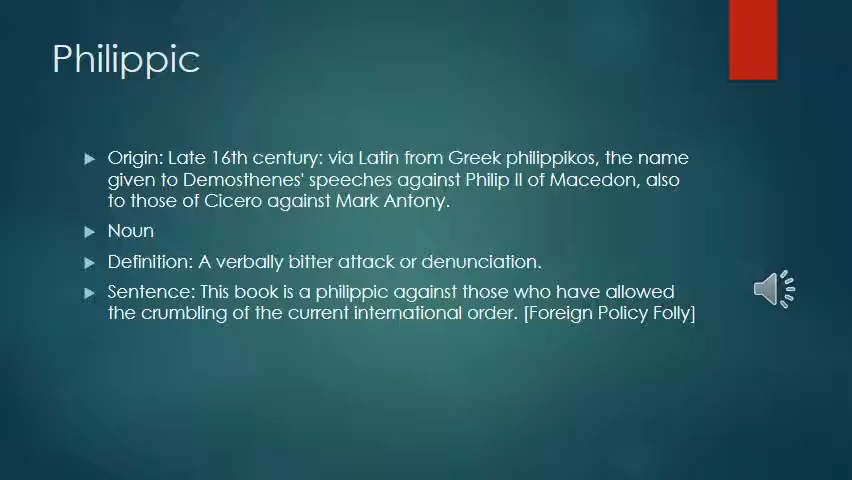 Philippic
Origin: Late 16th century: via Latin from Greek philippikos, the name
given to Demosthenes' speeches against Philip II of Macedon, also
to those of Cicero against Mark Antony.
Noun
Definition: A verbally bitter attack or denunciation.
Sentence: This book is a philippic against those who have allowed
the crumbling of the current international order. [Foreign Policy Folly]